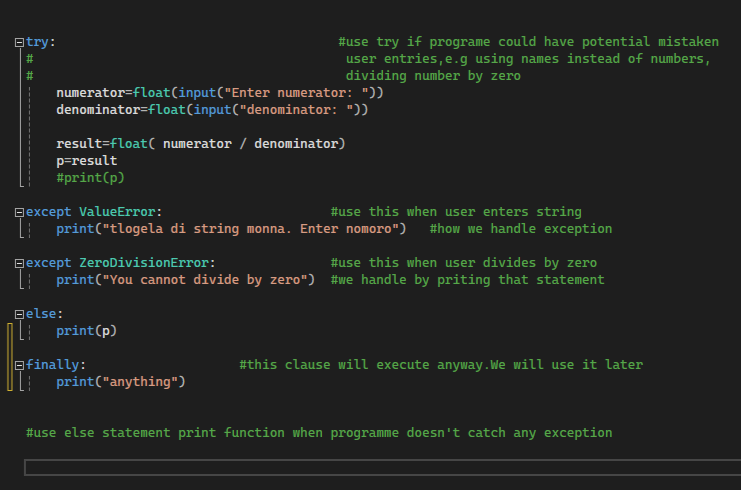 try:                                     #use try if programe could have potential mistaken
#                                         user entries,e.g using names instead of numbers,
#                                         dividing number by zero
    numerator=float(input("Enter numerator: "))
    denominator=float(input("denominator: "))
    result=float( numerator / denominator)
    p=result
    #print(p)
except ValueError:                      #use this when user enters string
    print("tlogela di string monna. Enter nomoro")   #how we handle exception
except ZeroDivisionError:               #use this when user divides by zero
    print("You cannot divide by zero")  #we handle by priting that statement
else:
    print(p)
finally:                    #this clause will execute anyway.We will use it later
    print("anything")
#use else statement print function when programme doesn't catch any exception